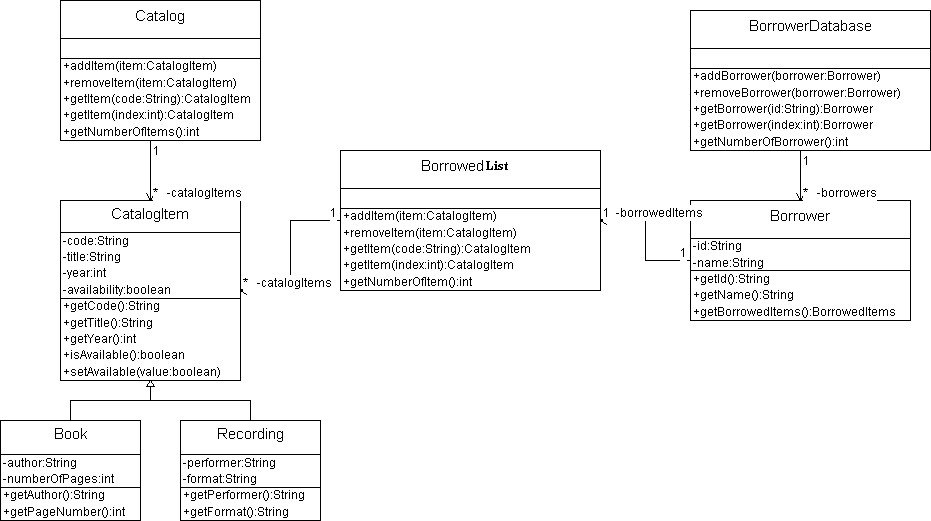 Catalog
+addItem(item:CatalogItem)
+removeItem(item:CatalogItem)
+getItem(code:String):CatalogItem
+getItem(index:int):CatalogItem
+getNumberOfItems():int
1
* -catalogItems
BorrowerDatabase
+addBorrower(borrower:Borrower)
+removeBorrower(borrower:Borrower)
+getBorrower(id:String):Borrower
+getBorrower(index:int):Borrower
+getNumberOfBorrower():int
1
* -borrowers
CatalogItem
-code:String
-title:String
-year:int
-availability:boolean
+getCode():String
+getTitle():String
+getYear():int
+isAvailable():boolean
+setAvailable(value:boolean)
* -catalogItems
1
BorrowedList
+addItem(item:CatalogItem)
+removeItem(item:CatalogItem)
+getItem(code:String):CatalogItem
+getItem(index:int):CatalogItem
+getNumberOfItem():int
1 -borrowedItems
1
Borrower
-id:String
-name:String
+getId():String
+getName():String
+getBorrowedItems():BorrowedItems
Book
-author:String
-numberOfPages:int
+getAuthor():String
+getPageNumber():int
Recording
-performer:String
-format:String
+getPerformer():String
+getFormat():String